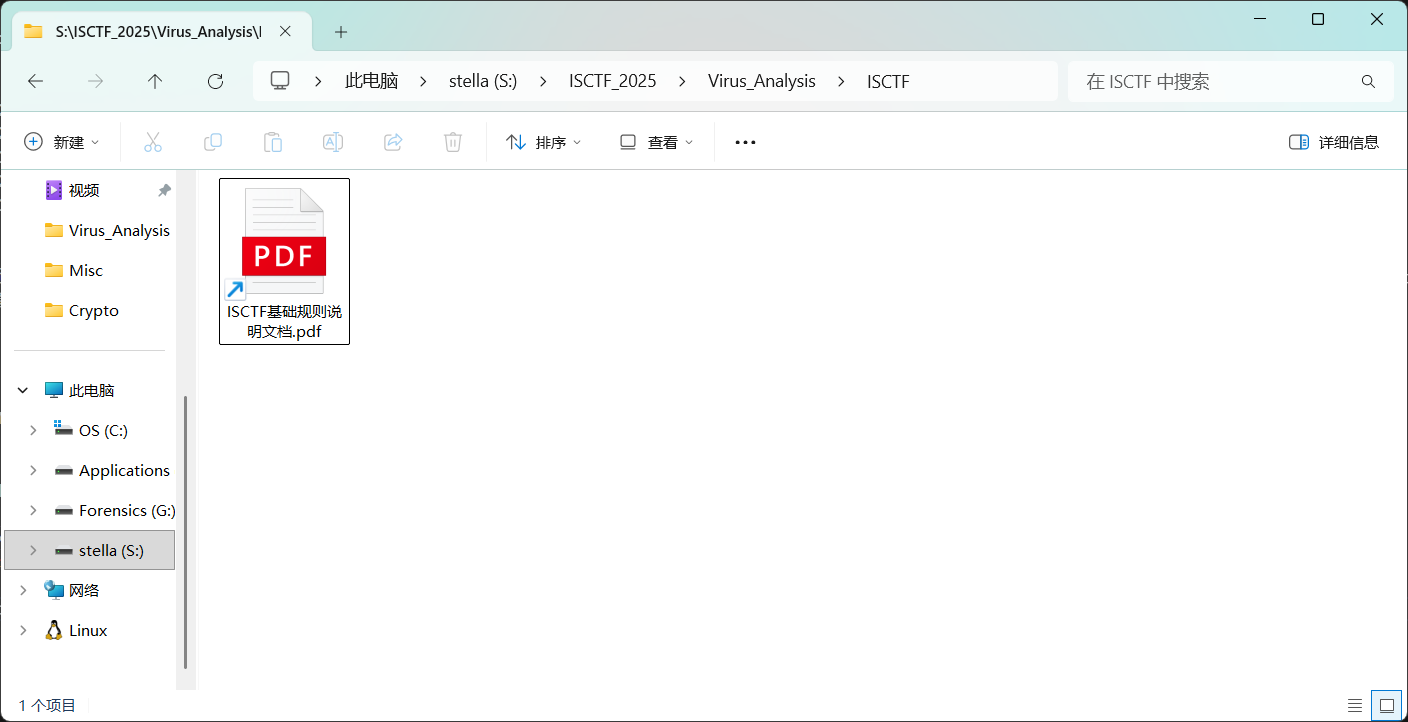 S:\ISCTF_2025\Virus_Analysis\I
此电脑 stella (S:) ISCTF_2025 Virus_Analysis ISCTF
在 ISCTF 中搜索
新建 排序 查看 详细信息
视频
Virus_Analysis
Misc
Crypto
此电脑
OS (C:)
Applications
Forensics (G:)
stella (S:)
网络
Linux
PDF
ISCTF基础规则说
明文档.pdf
1 个项目